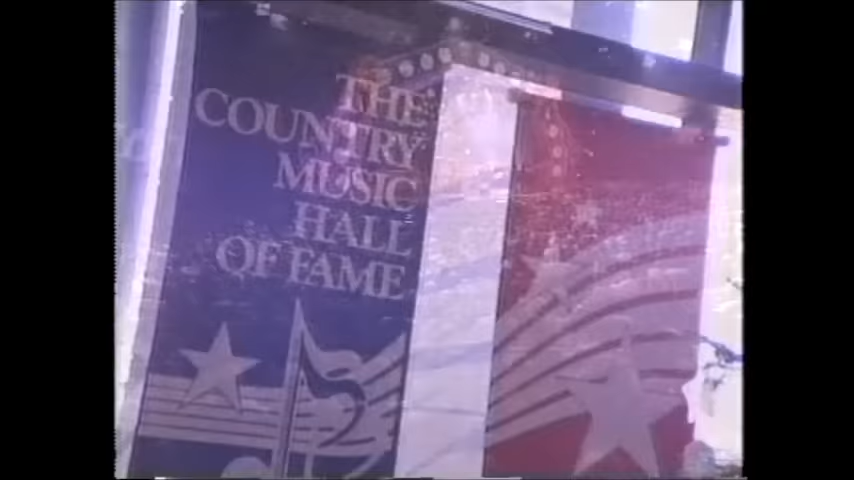 THE
COUNTRY
MUSIC
HALL
OF FAME